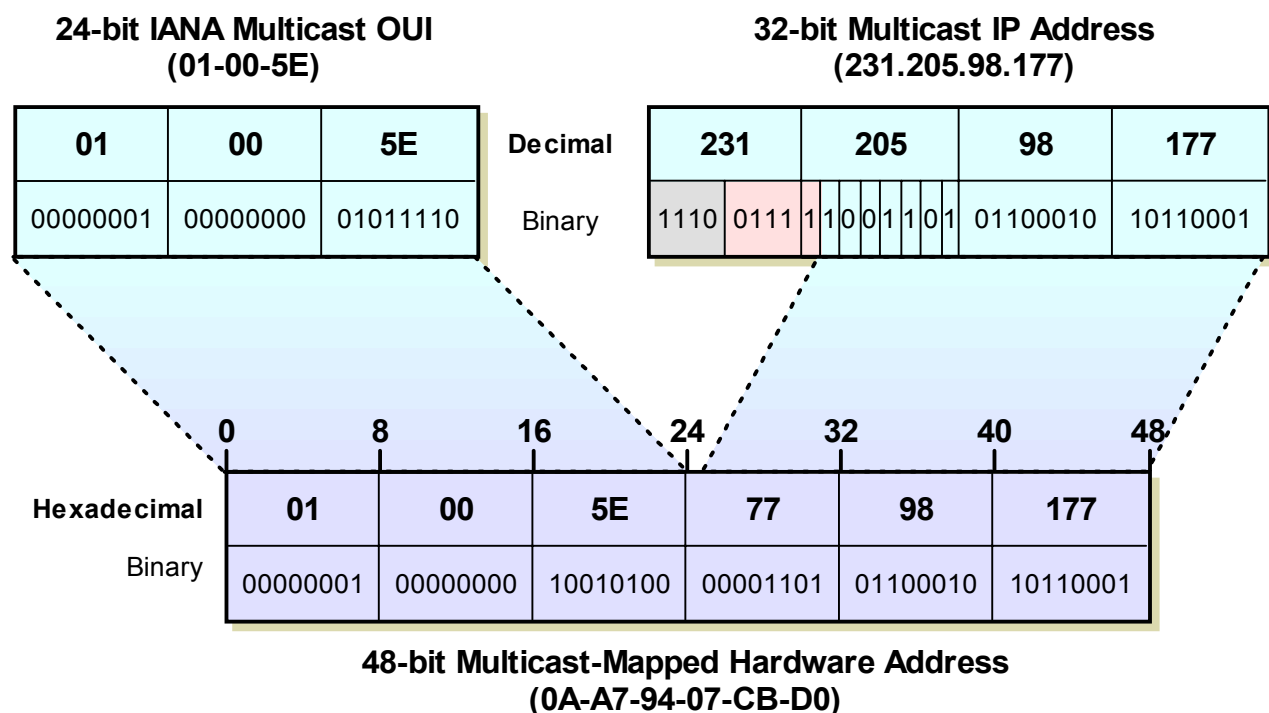 24-bit IANA Multicast OUI
(01-00-5E)
32-bit Multicast IP Address
(231.205.98.177)
01 00 5E Decimal 231 205 98 177
00000001 00000000 01011110 Binary 1110 0111 1 1 0 0 1 1 0 1 01100010 10110001
0 8 16 24 32 40 48
Hexadecimal 01 00 5E 77 98 177
Binary 00000001 00000000 10010100 00001101 01100010 10110001
48-bit Multicast-Mapped Hardware Address
(0A-A7-94-07-CB-D0)